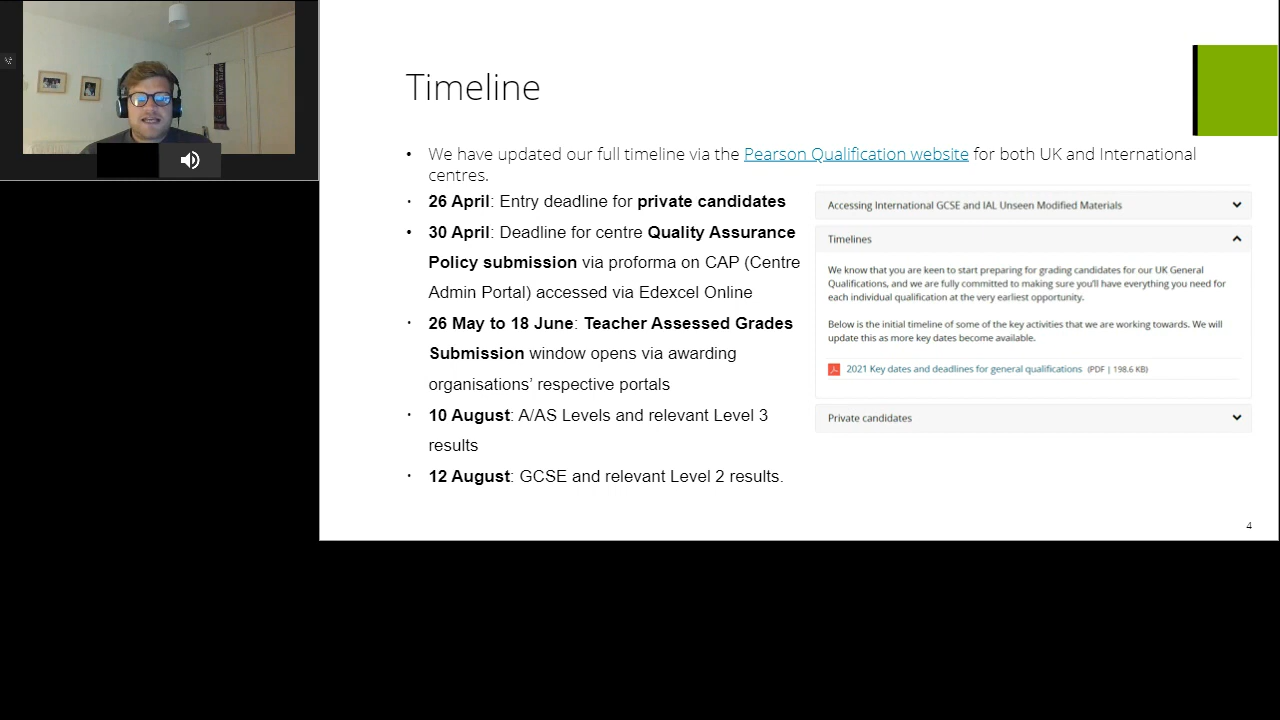 Timeline
• We have updated our full timeline via the Pearson Qualification website for both UK and International
centres.
• 26 April: Entry deadline for private candidates
• 30 April: Deadline for centre Quality Assurance
Policy submission via proforma on CAP (Centre
Admin Portal) accessed via Edexcel Online
• 26 May to 18 June: Teacher Assessed Grades
Submission window opens via awarding
organisations’ respective portals
• 10 August: A/AS Levels and relevant Level 3
results
• 12 August: GCSE and relevant Level 2 results.
Accessing International GCSE and IAL Unseen Modified Materials
Timelines
We know that you are keen to start preparing for grading candidates for our UK General
Qualifications, and we are fully committed to making sure you'll have everything you need for
each individual qualification at the very earliest opportunity.
Below is the initial timeline of some of the key activities that we are working towards. We will
update this as more key dates become available.
2021 Key dates and deadlines for general qualifications (PDF | 198.6 KB)
Private candidates
4